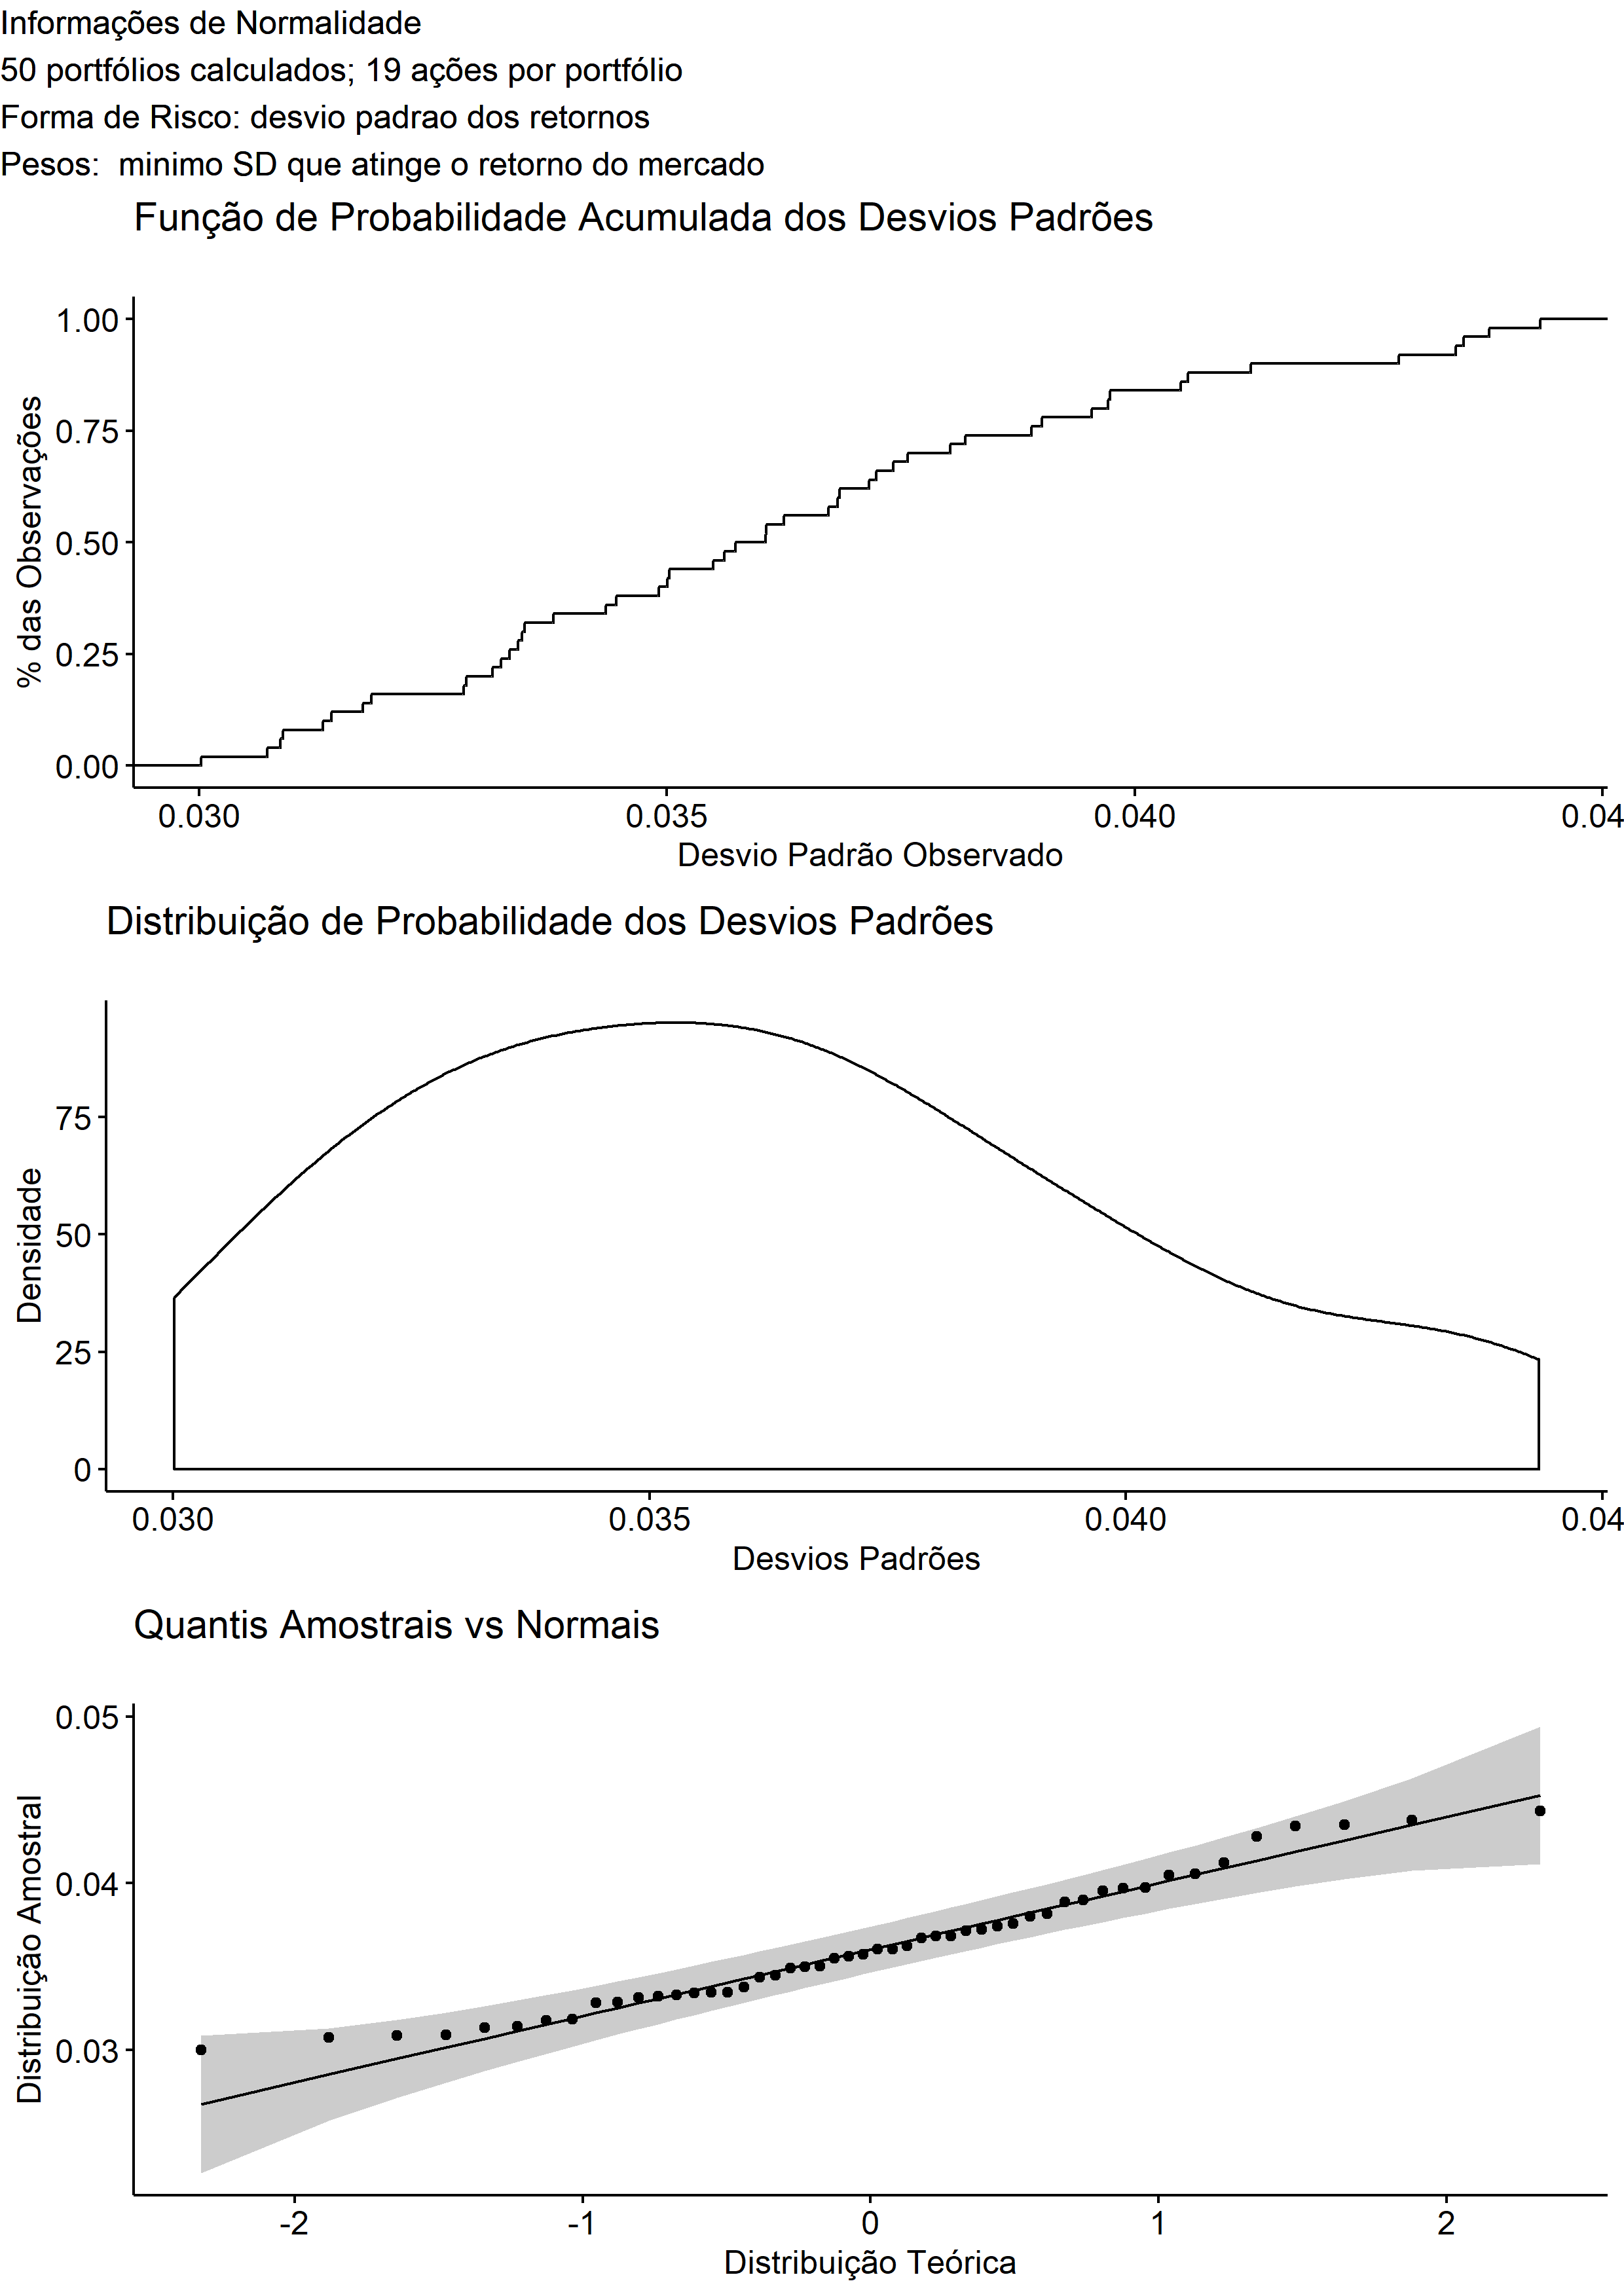 Informações de Normalidade
50 portfólios calculados; 19 ações por portfólio
Forma de Risco: desvio padrao dos retornos
Pesos:  minimo SD que atinge o retorno do mercado
Função de Probabilidade Acumulada dos Desvios Padrões
1.00
0.75
0.50
0.25
0.00
% das Observações
0.030 0.035 0.040 0.04
Desvio Padrão Observado
Distribuição de Probabilidade dos Desvios Padrões
75
50
25
0
Densidade
0.030 0.035 0.040 0.04
Desvios Padrões
Quantis Amostrais vs Normais
0.05
0.04
0.03
Distribuição Amostral
-2 -1 0 1 2
Distribuição Teórica